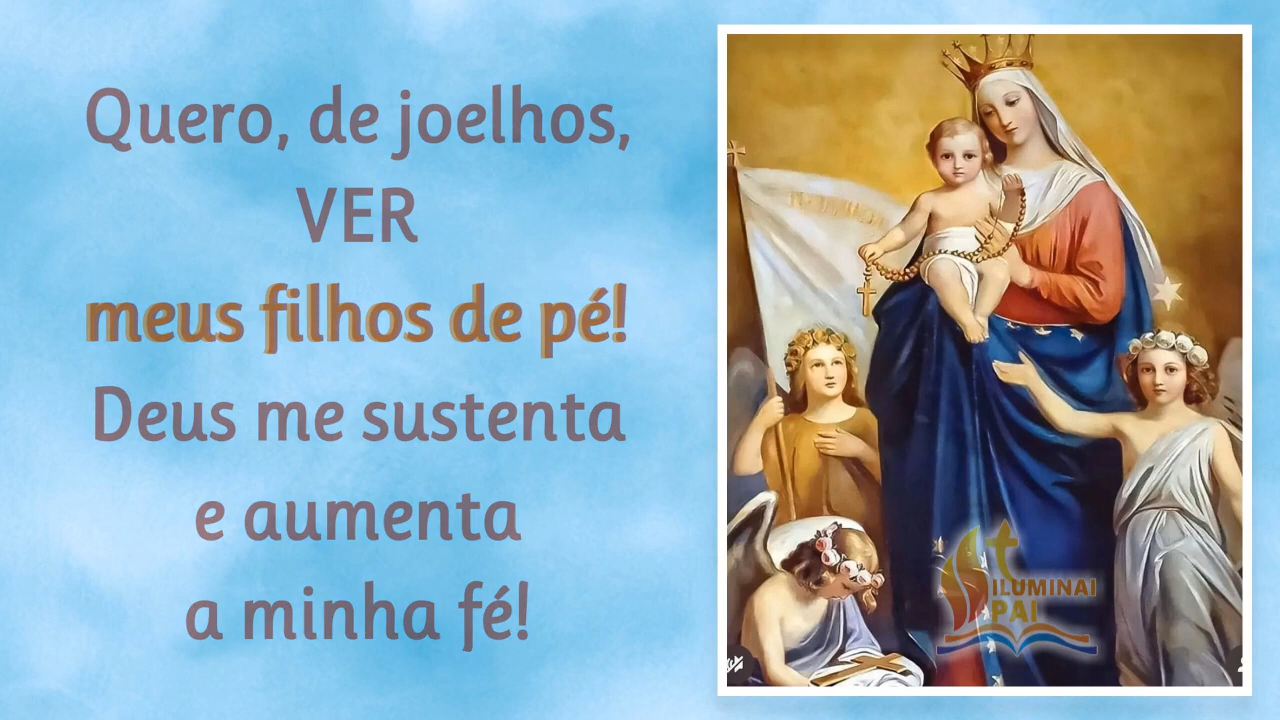 Quero, de joelhos,
VER
meus filhos de pé!
Deus me sustenta
e aumenta
a minha fé!
ILUMINAI
PAI